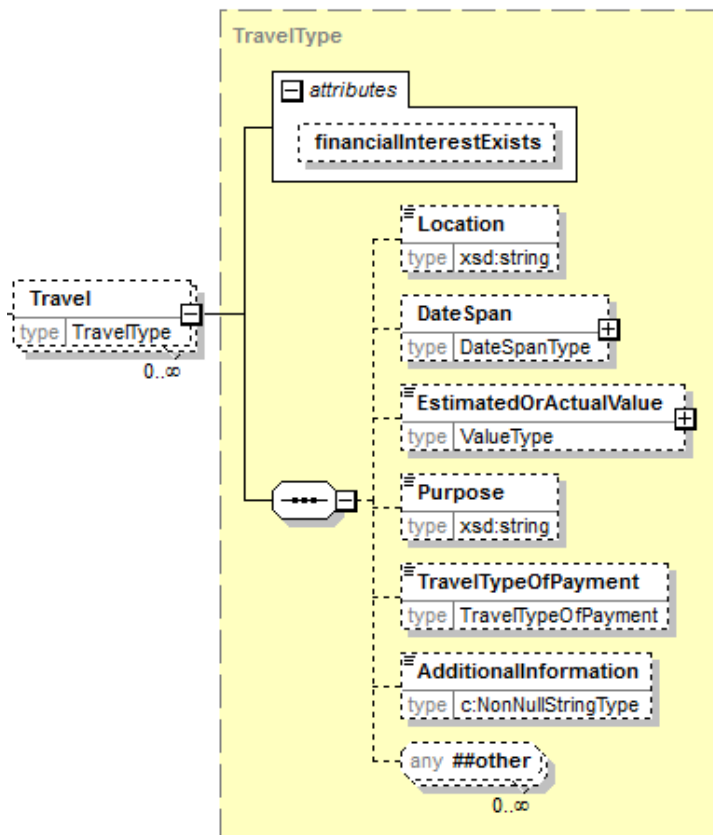 TravelType
attributes
financialInterestExists
Location
type xsd:string
Travel
type TravelType
0..∞
DateSpan
type DateSpanType
EstimatedOrActualValue
type ValueType
Purpose
type xsd:string
TravelTypeOfPayment
type TravelTypeOfPayment
AdditionalInformation
type c:NonNullStringType
any ##other
0..∞